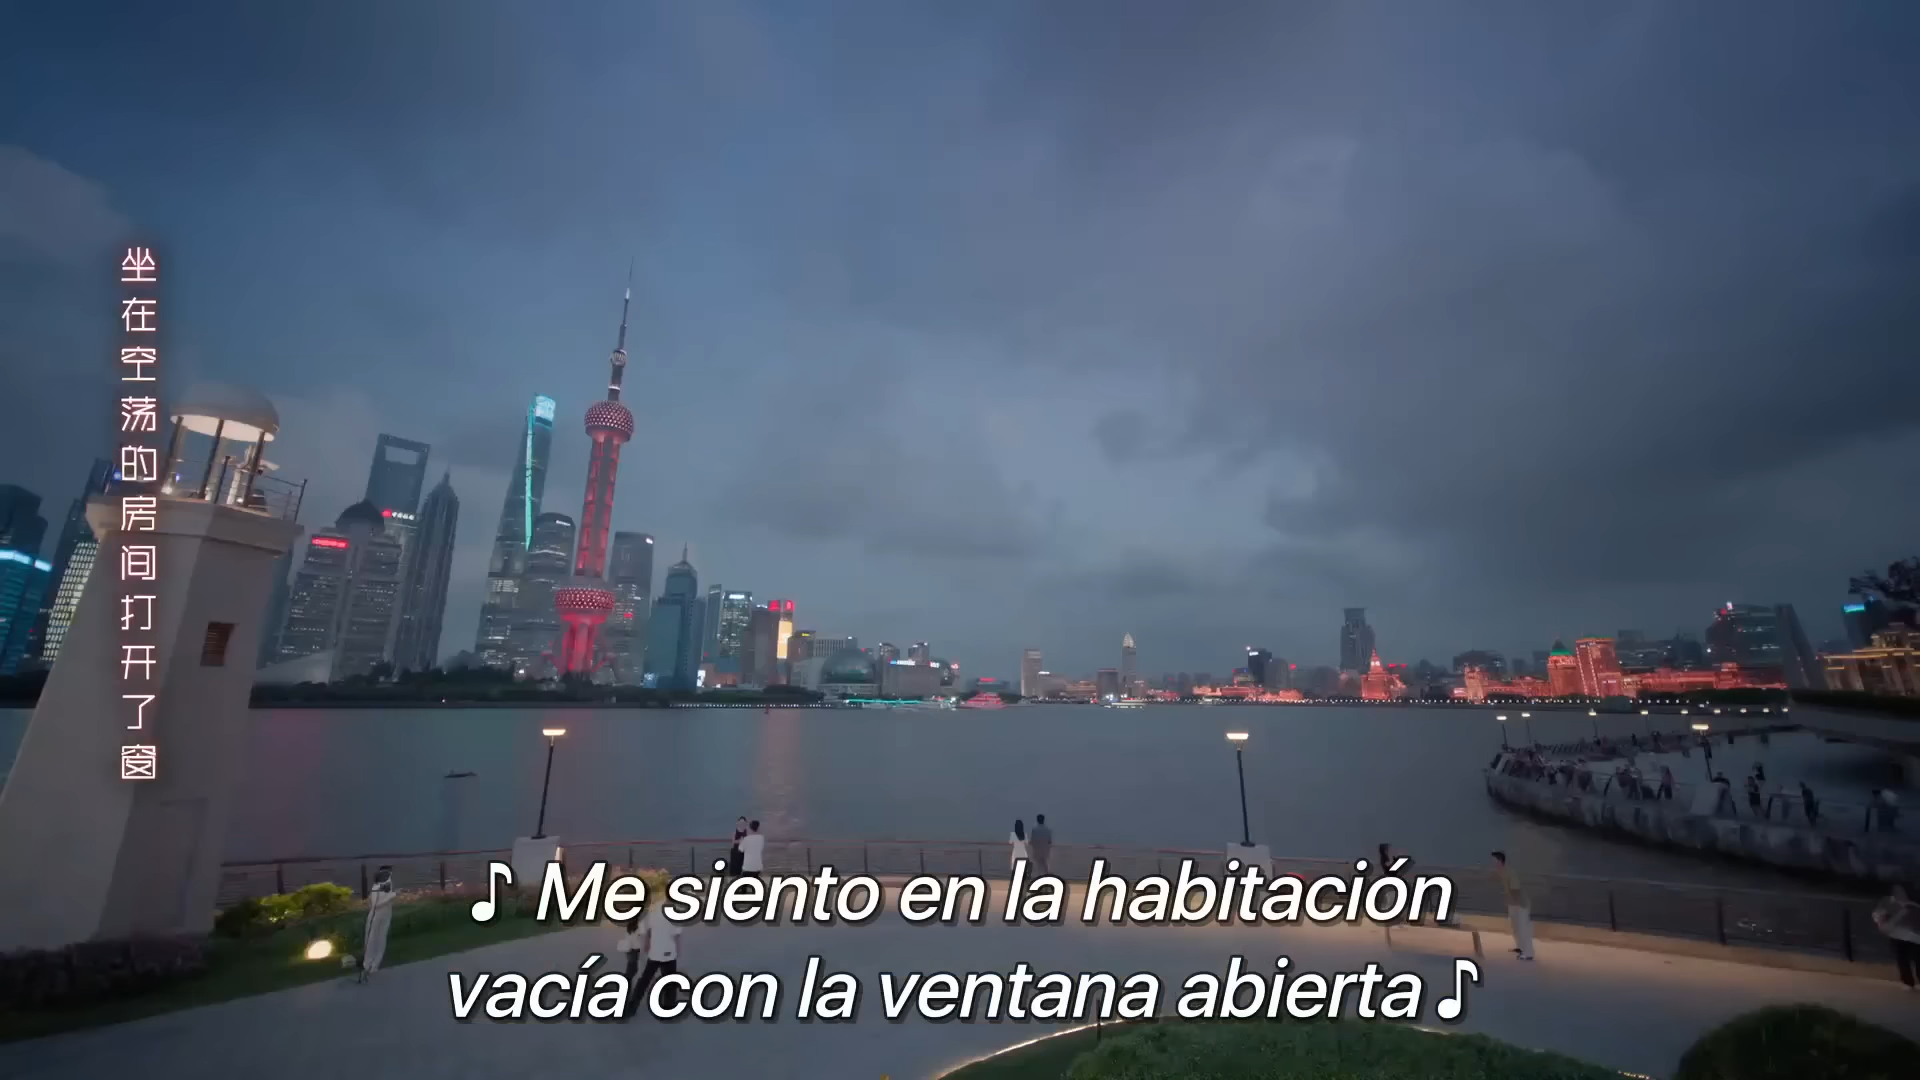 坐在空荡的房间打开了窗
♪ Me siento en la habitación
vacía con la ventana abierta ♪